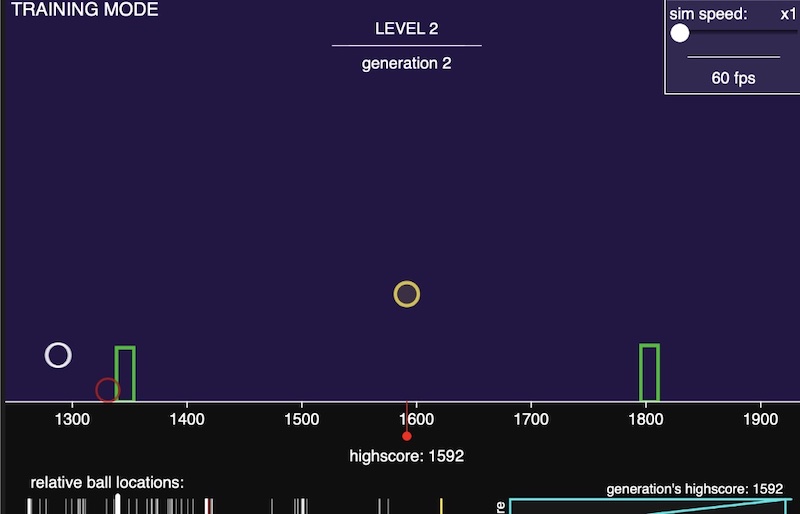 TRAINING MODE
LEVEL 2
generation 2
sim speed: x1
60 fps
1300 1400 1500 1600 1700 1800 1900
highscore: 1592
relative ball locations:
generation's highscore: 1592